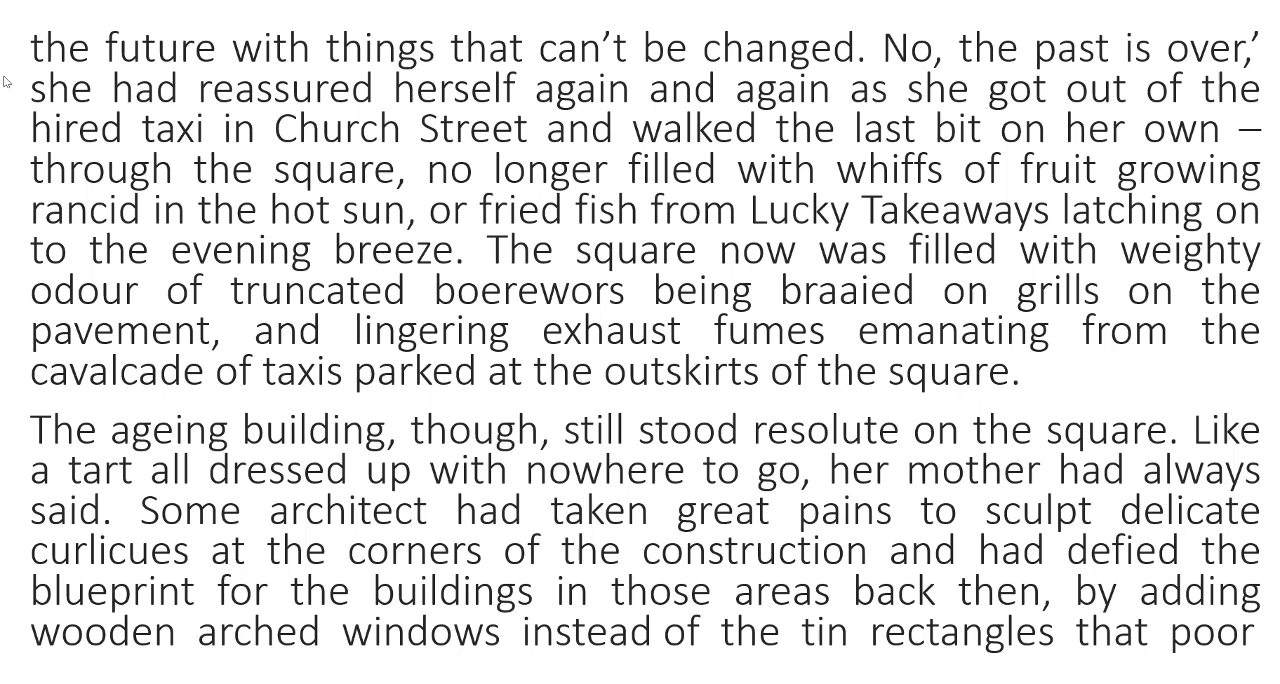 the future with things that can’t be changed. No, the past is over,’
she had reassured herself again and again as she got out of the
hired taxi in Church Street and walked the last bit on her own –
through the square, no longer filled with whiffs of fruit growing
rancid in the hot sun, or fried fish from Lucky Takeaways latching on
to the evening breeze. The square now was filled with weighty
odour of truncated boerewors being braaied on grills on the
pavement, and lingering exhaust fumes emanating from the
cavalcade of taxis parked at the outskirts of the square.
The ageing building, though, still stood resolute on the square. Like
a tart all dressed up with nowhere to go, her mother had always
said. Some architect had taken great pains to sculpt delicate
curlicues at the corners of the construction and had defied the
blueprint for the buildings in those areas back then, by adding
wooden arched windows instead of the tin rectangles that poor